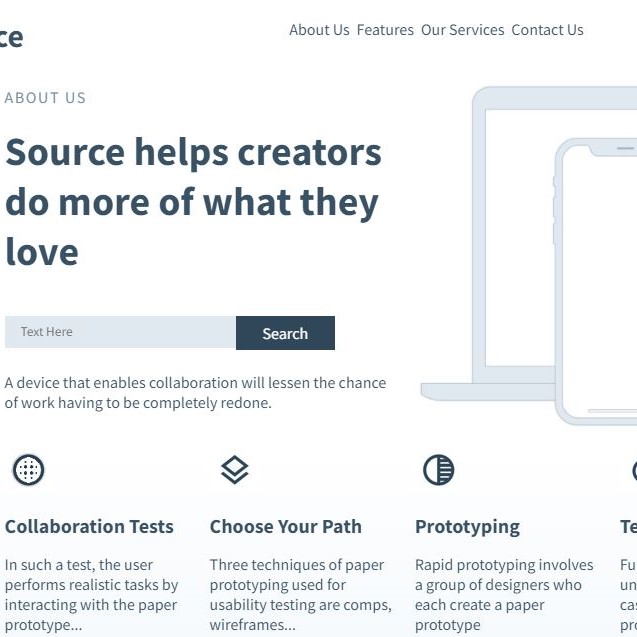 ce
About Us Features Our Services Contact Us
ABOUT US
Source helps creators
do more of what they
love
Text Here
Search
A device that enables collaboration will lessen the chance
of work having to be completely redone.
Collaboration Tests
In such a test, the user
performs realistic tasks by
interacting with the paper
prototype...
Choose Your Path
Three techniques of paper
prototyping used for
usability testing are comps,
wireframes...
Prototyping
Rapid prototyping involves
a group of designers who
each create a paper
prototype
Te
Fu
un
cas
pro